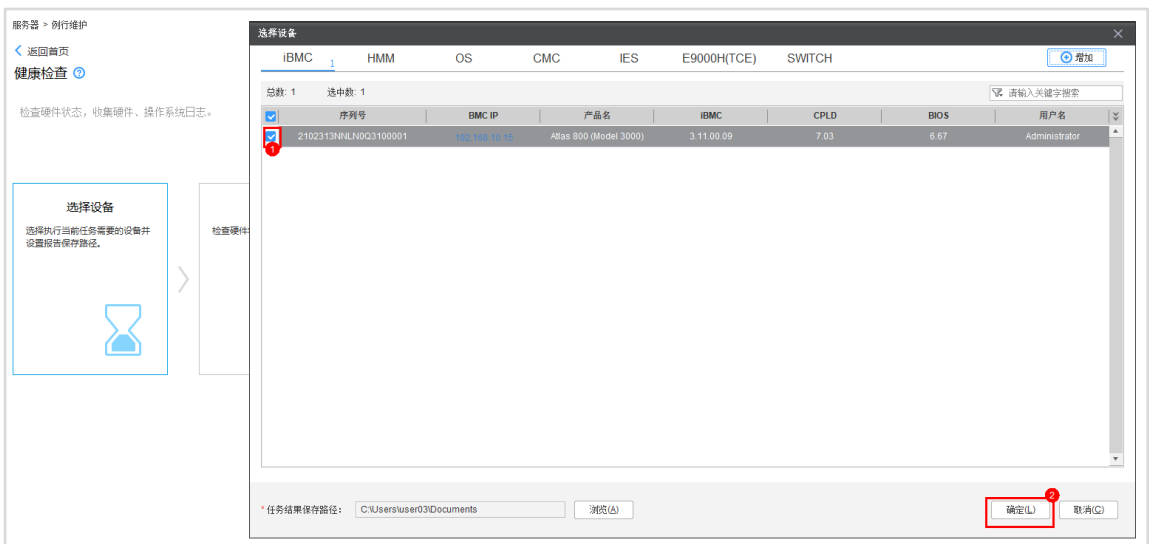 服务器 > 例行维护
返回首页
健康检查 ?
检查硬件状态，收集硬件、操作系统日志。
选择设备
选择执行当前任务需要的设备并
设置报告保存路径。
检查硬件
选择设备
iBMC 1 HMM OS CMC IES E9000H(TCE) SWITCH 增加
总数: 1 选中数: 1 请输入关键字搜索
序列号 BMC IP 产品名 iBMC CPLD BIOS 用户名
2102313NNLN0Q3100001 192.168.10.15 Atlas 800 (Model 3000) 3.11.00.09 7.03 6.67 Administrator
1
*任务结果保存路径: C:\Users\user03\Documents 浏览(A)
2
确定(L) 取消(C)